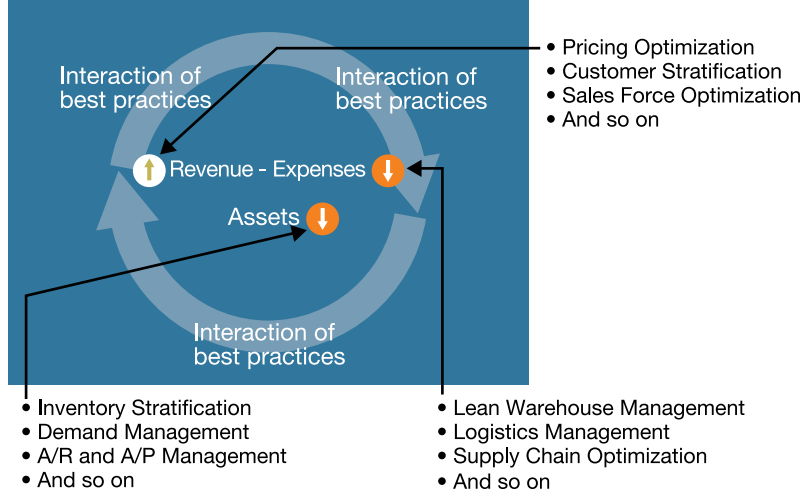 Interaction of
best practices
Interaction of
best practices
• Pricing Optimization
• Customer Stratification
• Sales Force Optimization
• And so on
Revenue - Expenses
Assets
Interaction of
best practices
• Inventory Stratification
• Demand Management
• A/R and A/P Management
• And so on
• Lean Warehouse Management
• Logistics Management
• Supply Chain Optimization
• And so on